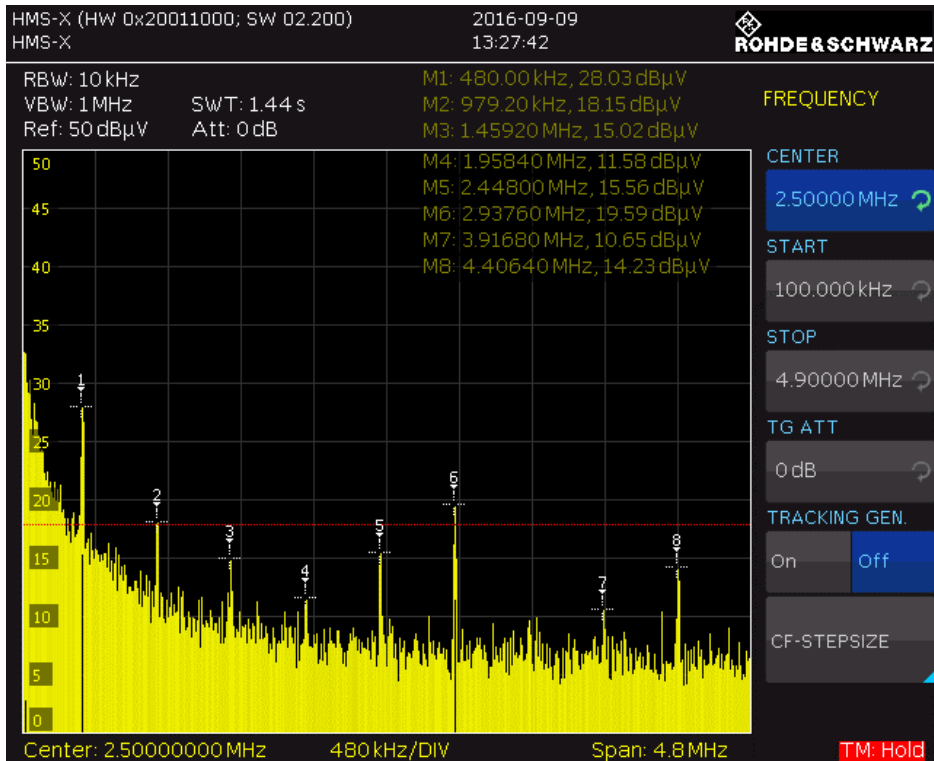 HMS-X (HW 0x20011000; SW 02.200) 2016-09-09
HMS-X 13:27:42
ROHDE&SCHWARZ
RBW: 10 kHz
VBW: 1 MHz SWT: 1.44 s
Ref: 50 dBµV Att: 0 dB
M1: 480.00 kHz, 28.03 dBµV
M2: 979.20 kHz, 18.15 dBµV
M3: 1.45920 MHz, 15.02 dBµV
M4: 1.95840 MHz, 11.58 dBµV
M5: 2.44800 MHz, 15.56 dBµV
M6: 2.93760 MHz, 19.59 dBµV
M7: 3.91680 MHz, 10.65 dBµV
M8: 4.40640 MHz, 14.23 dBµV
50
45
40
35
30
25
20
15
10
5
0
1
2
3
4
5
6
7
8
Center: 2.50000000 MHz 480 kHz/DIV Span: 4.8 MHz
FREQUENCY
CENTER
2.50000 MHz
START
100.000 kHz
STOP
4.90000 MHz
TG ATT
0 dB
TRACKING GEN.
On Off
CF-STEPSIZE
TM: Hold